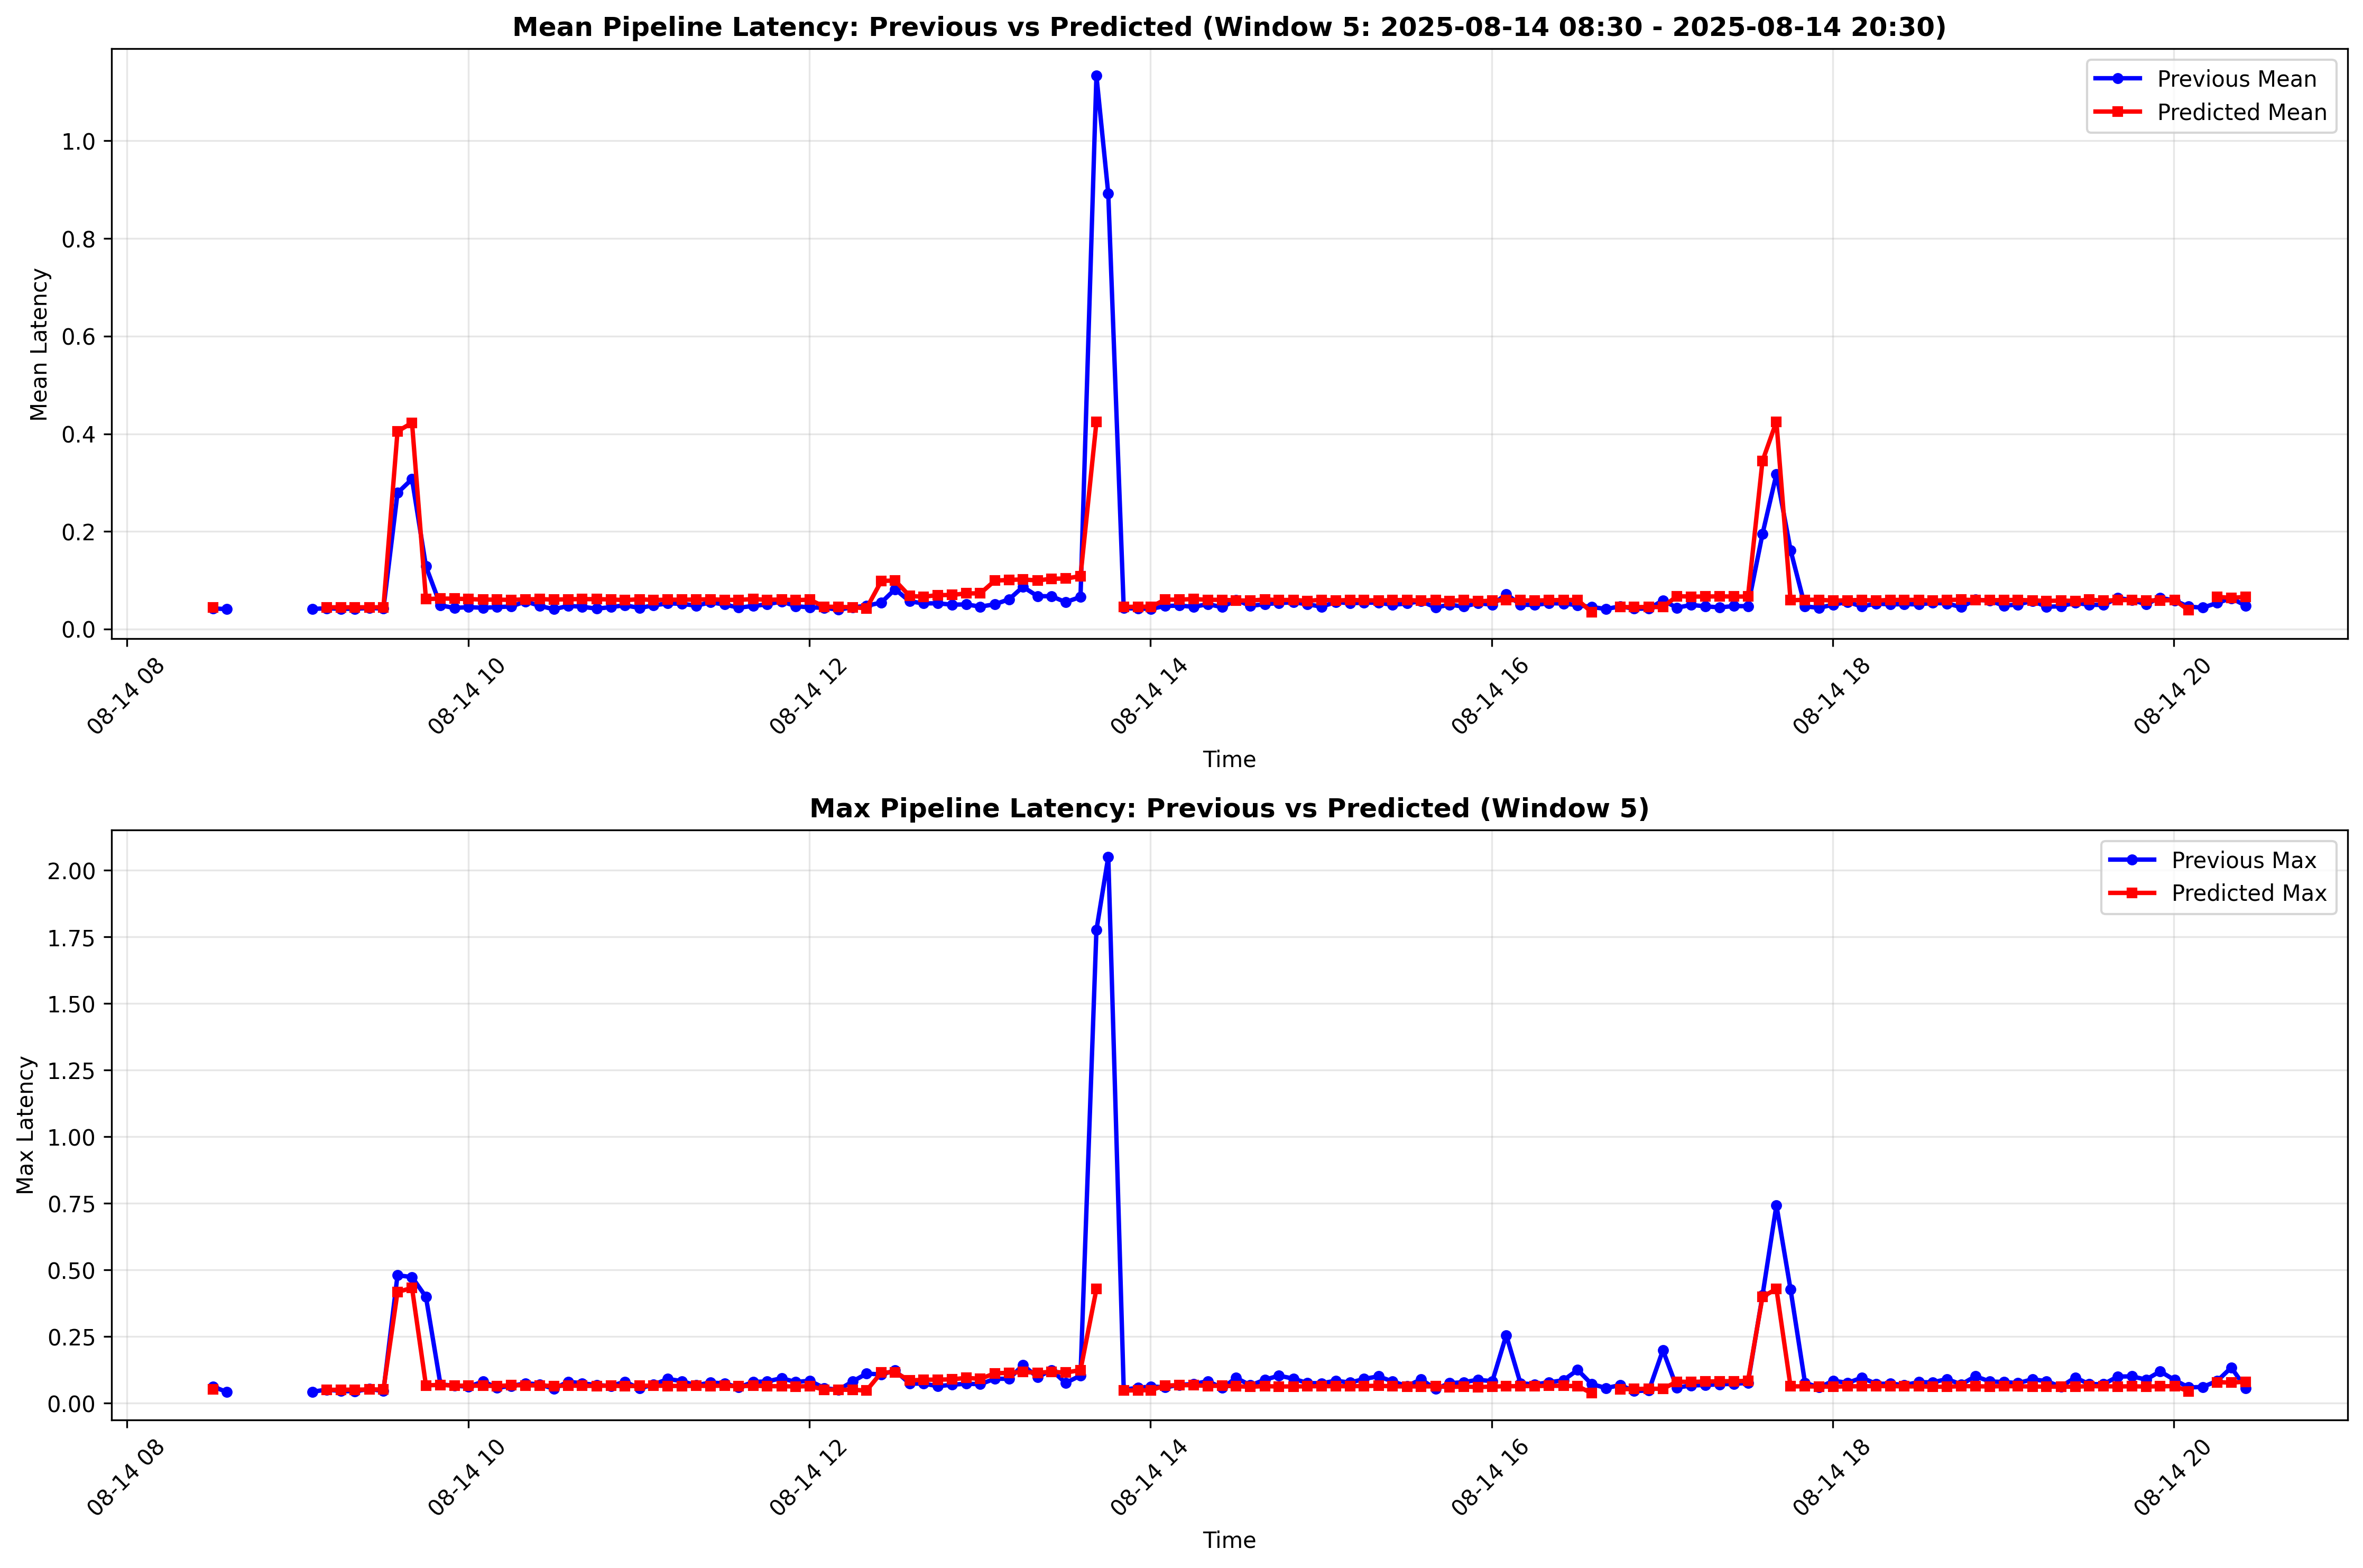 Mean Pipeline Latency: Previous vs Predicted (Window 5: 2025-08-14 08:30 - 2025-08-14 20:30)
Previous Mean
Predicted Mean
Mean Latency
1.0
0.8
0.6
0.4
0.2
0.0
08-14 08
08-14 10
08-14 12
08-14 14
08-14 16
08-14 18
08-14 20
Time
Max Pipeline Latency: Previous vs Predicted (Window 5)
Previous Max
Predicted Max
Max Latency
2.00
1.75
1.50
1.25
1.00
0.75
0.50
0.25
0.00
08-14 08
08-14 10
08-14 12
08-14 14
08-14 16
08-14 18
08-14 20
Time